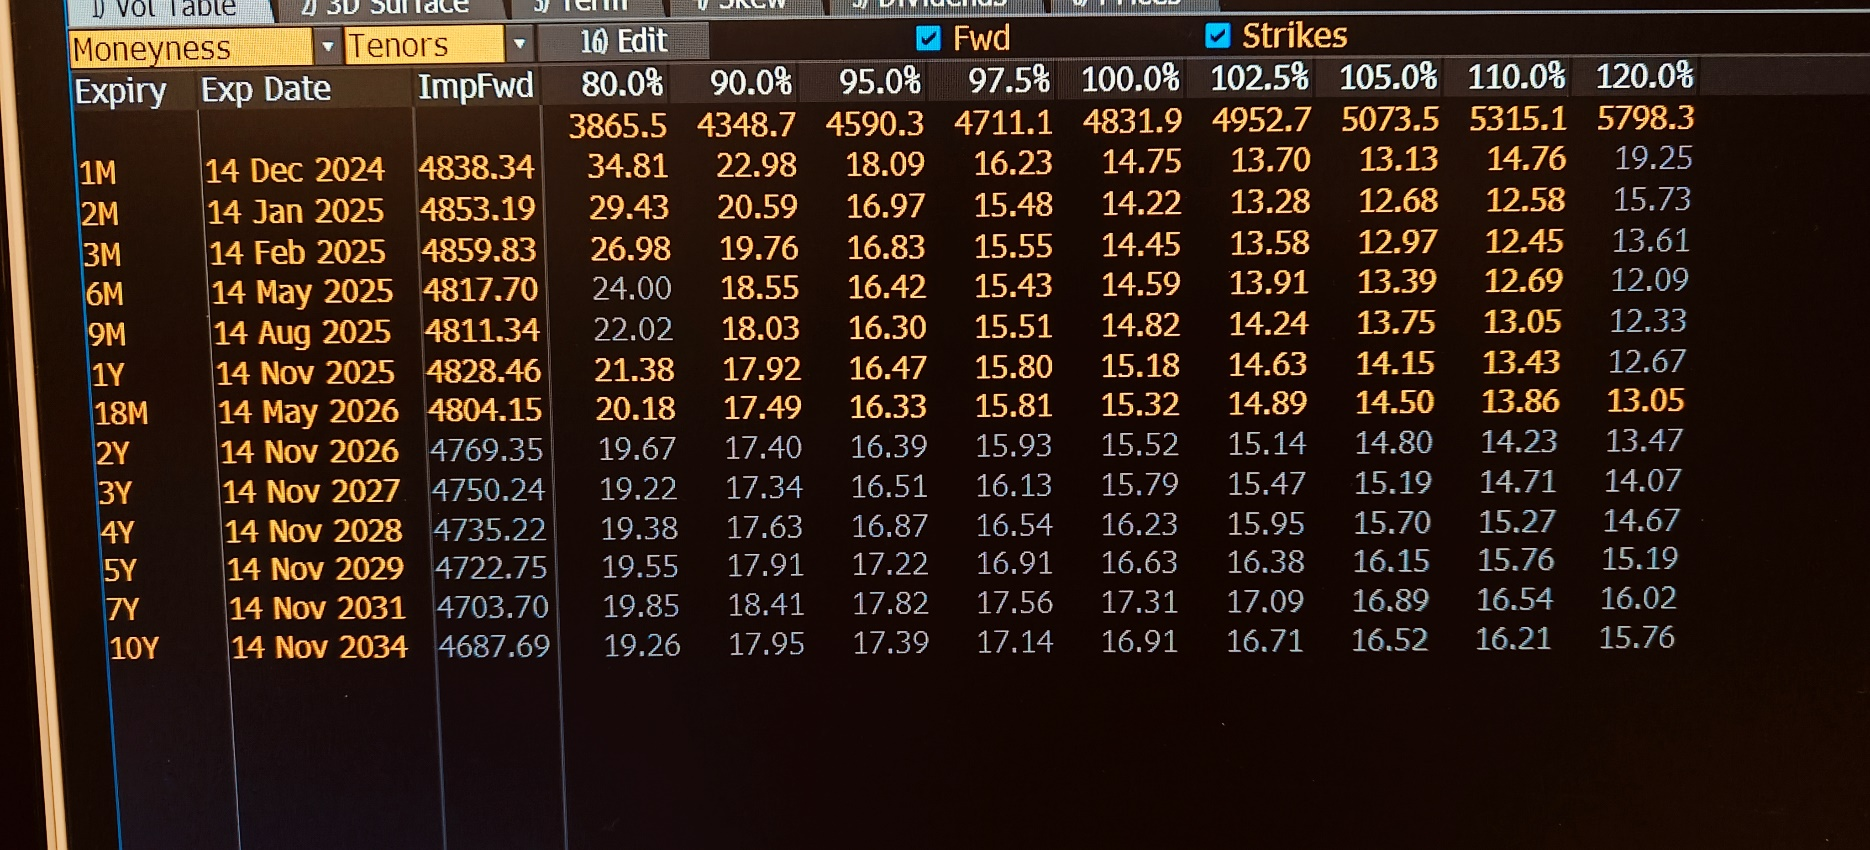 1) Vol Table 2) 3D Surface 3) Term 4) Skew 5) Dividends 6) Prices
Moneyness Tenors 16) Edit Fwd Strikes
Expiry Exp Date ImpFwd 80.0% 90.0% 95.0% 97.5% 100.0% 102.5% 105.0% 110.0% 120.0%
3865.5 4348.7 4590.3 4711.1 4831.9 4952.7 5073.5 5315.1 5798.3
1M 14 Dec 2024 4838.34 34.81 22.98 18.09 16.23 14.75 13.70 13.13 14.76 19.25
2M 14 Jan 2025 4853.19 29.43 20.59 16.97 15.48 14.22 13.28 12.68 12.58 15.73
3M 14 Feb 2025 4859.83 26.98 19.76 16.83 15.55 14.45 13.58 12.97 12.45 13.61
6M 14 May 2025 4817.70 24.00 18.55 16.42 15.43 14.59 13.91 13.39 12.69 12.09
9M 14 Aug 2025 4811.34 22.02 18.03 16.30 15.51 14.82 14.24 13.75 13.05 12.33
1Y 14 Nov 2025 4828.46 21.38 17.92 16.47 15.80 15.18 14.63 14.15 13.43 12.67
18M 14 May 2026 4804.15 20.18 17.49 16.33 15.81 15.32 14.89 14.50 13.86 13.05
2Y 14 Nov 2026 4769.35 19.67 17.40 16.39 15.93 15.52 15.14 14.80 14.23 13.47
3Y 14 Nov 2027 4750.24 19.22 17.34 16.51 16.13 15.79 15.47 15.19 14.71 14.07
4Y 14 Nov 2028 4735.22 19.38 17.63 16.87 16.54 16.23 15.95 15.70 15.27 14.67
5Y 14 Nov 2029 4722.75 19.55 17.91 17.22 16.91 16.63 16.38 16.15 15.76 15.19
7Y 14 Nov 2031 4703.70 19.85 18.41 17.82 17.56 17.31 17.09 16.89 16.54 16.02
10Y 14 Nov 2034 4687.69 19.26 17.95 17.39 17.14 16.91 16.71 16.52 16.21 15.76